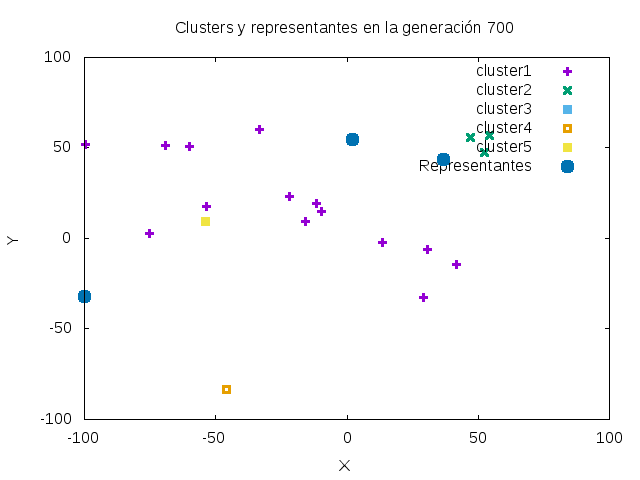 Clusters y representantes en la generación 700
100
50
0
-50
-100
-100
-50
0
50
100
Y
X
cluster1
cluster2
cluster3
cluster4
cluster5
Representantes